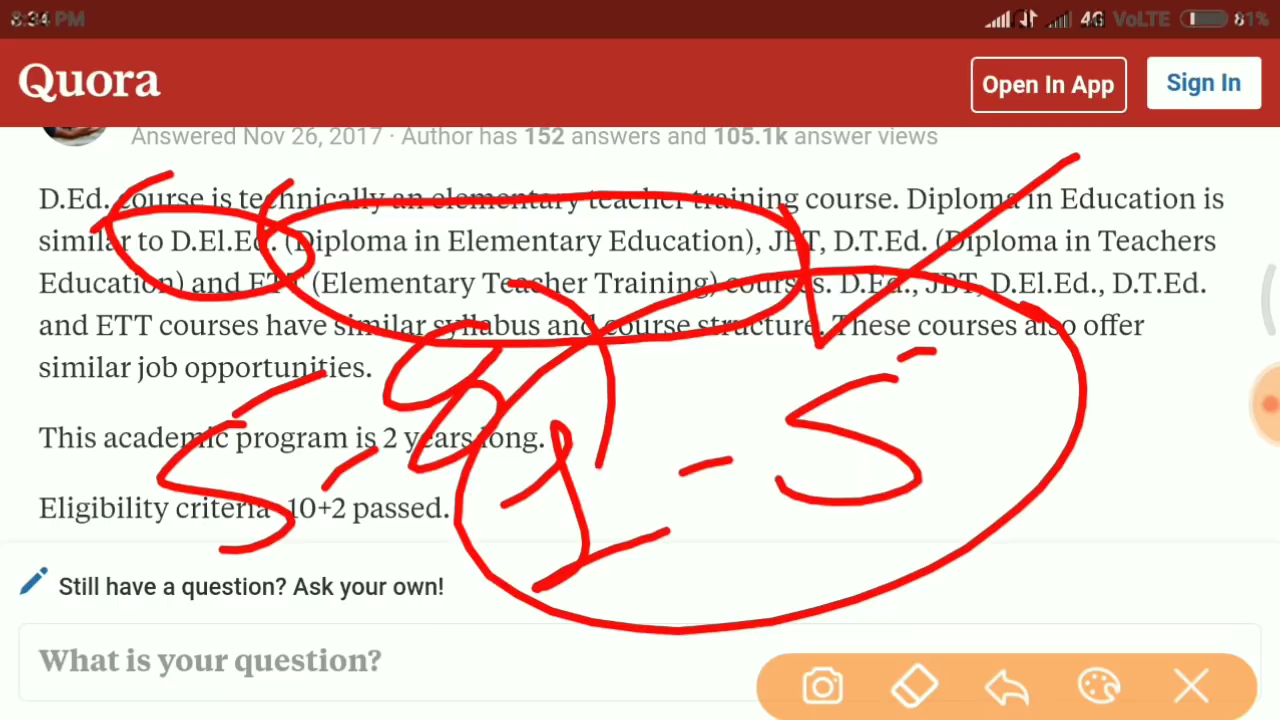 8:34 PM 4G VoLTE 81%
Quora Open In App Sign In
Answered Nov 26, 2017 · Author has 152 answers and 105.1k answer views
D.Ed. course is technically an elementary teacher training course. Diploma in Education is
similar to D.El.Ed. (Diploma in Elementary Education), JBT, D.T.Ed. (Diploma in Teachers
Education) and ETT (Elementary Teacher Training) courses. D.Ed., JBT, D.El.Ed., D.T.Ed.
and ETT courses have similar syllabus and course structure. These courses also offer
similar job opportunities.
This academic program is 2 years long.
Eligibility criteria- 10+2 passed.
5 - 8
1 - 5
Still have a question? Ask your own!
What is your question?